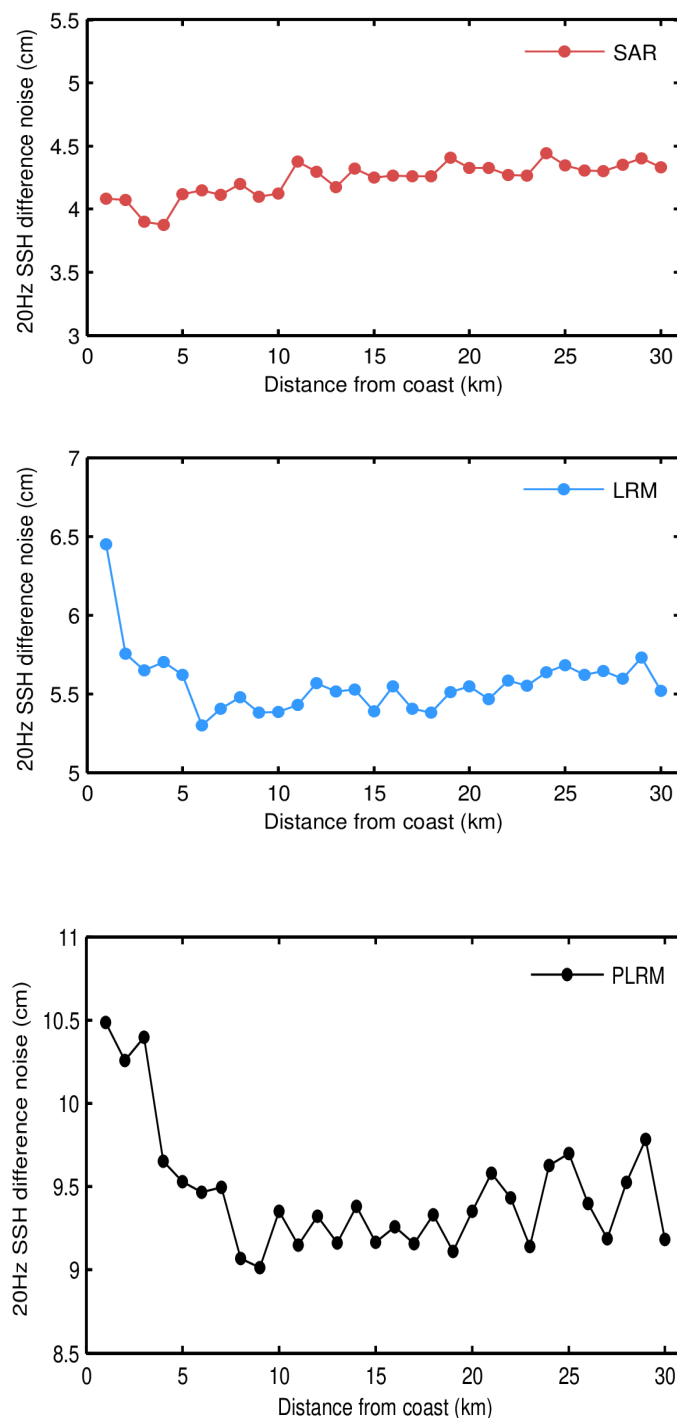 5.5
SAR
5
4.5
4
3.5
3
0 5 10 15 20 25 30
Distance from coast (km)
20Hz SSH difference noise (cm)
7
LRM
6.5
6
5.5
5
0 5 10 15 20 25 30
Distance from coast (km)
20Hz SSH difference noise (cm)
11
PLRM
10.5
10
9.5
9
8.5
0 5 10 15 20 25 30
Distance from coast (km)
20Hz SSH difference noise (cm)